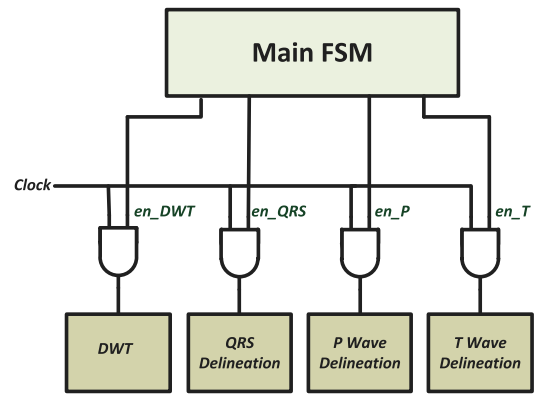 Main FSM
Clock
en_DWT
en_QRS
en_P
en_T
DWT
QRS
Delineation
P Wave
Delineation
T Wave
Delineation